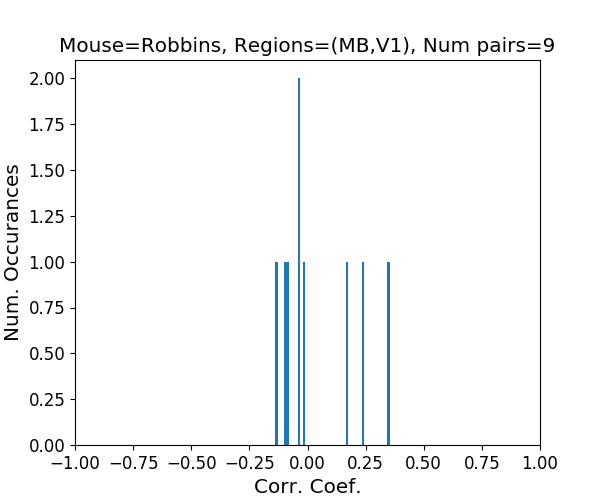 Mouse=Robbins, Regions=(MB,V1), Num pairs=9
2.00
1.75
1.50
1.25
1.00
0.75
0.50
0.25
0.00
Num. Occurances
−1.00 −0.75 −0.50 −0.25 0.00 0.25 0.50 0.75 1.00
Corr. Coef.